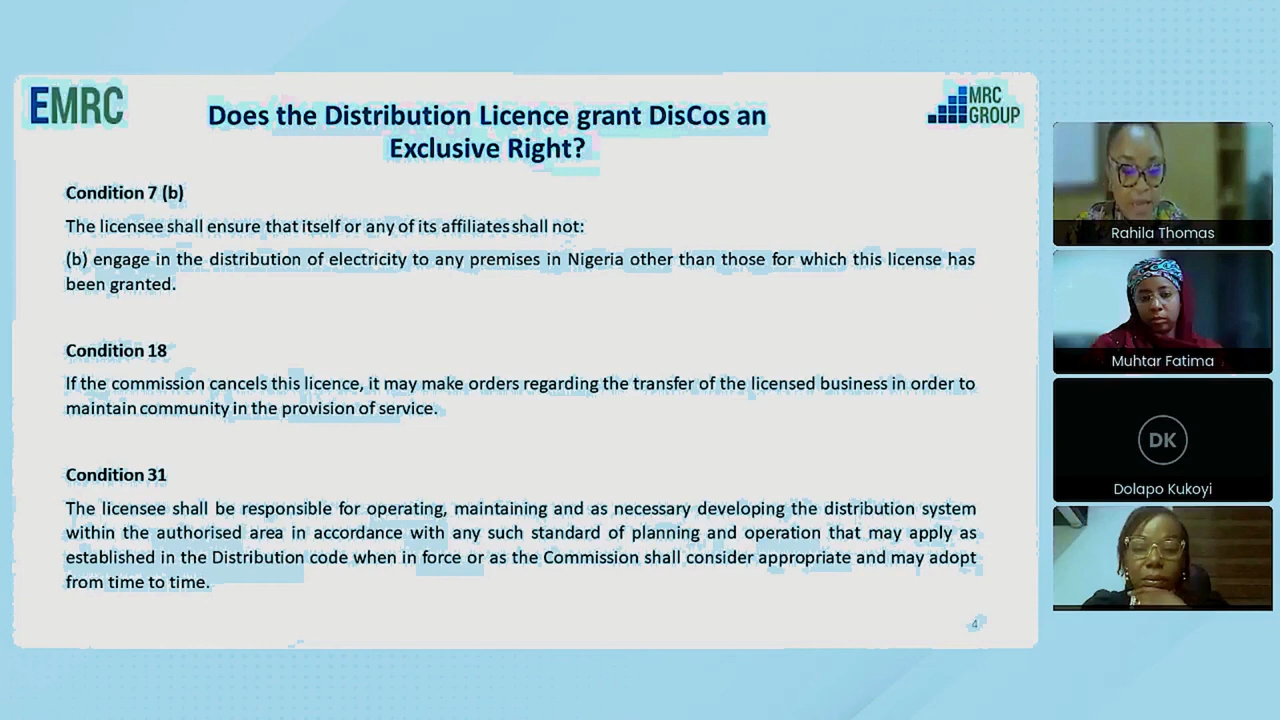 EMRC
MRC
GROUP
Does the Distribution Licence grant DisCos an
Exclusive Right?
Condition 7 (b)
The licensee shall ensure that itself or any of its affiliates shall not:
(b) engage in the distribution of electricity to any premises in Nigeria other than those for which this license has
been granted.
Condition 18
If the commission cancels this licence, it may make orders regarding the transfer of the licensed business in order to
maintain community in the provision of service.
Condition 31
The licensee shall be responsible for operating, maintaining and as necessary developing the distribution system
within the authorised area in accordance with any such standard of planning and operation that may apply as
established in the Distribution code when in force or as the Commission shall consider appropriate and may adopt
from time to time.
4
Rahila Thomas
Muhtar Fatima
DK
Dolapo Kukoyi